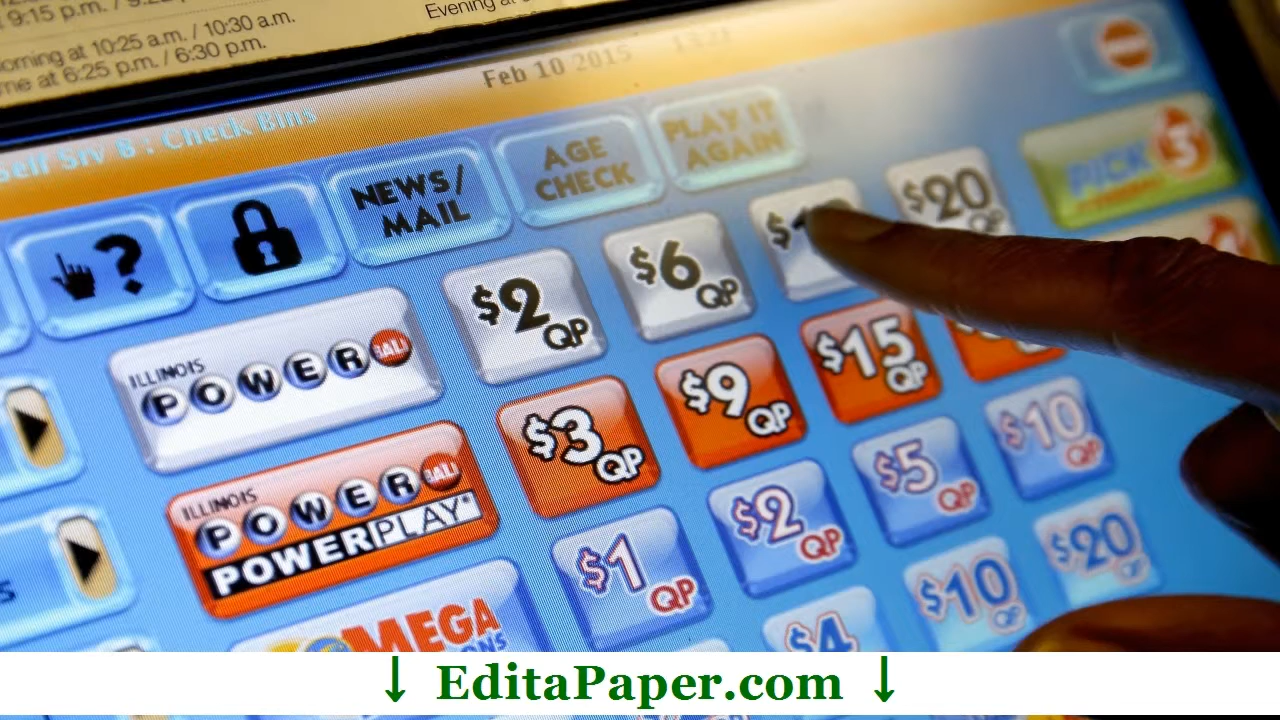 9:15 p.m. /
Evening at
orning at 10:25 a.m. / 10:30 a.m.
me at 6:25 p.m. / 6:30 p.m.
Feb 10 2015
Self Srv 8 : Check Bins
NEWS/
MAIL
AGE
CHECK
PLAY IT
AGAIN
?
ILLINOIS
POWERBALL
$2 QP
$6 QP
$20 QP
PICK
ILLINOIS
POWERBALL
POWERPLAY®
$3 QP
$9 QP
$15 QP
MEGA
$1 QP
$2 QP
$5 QP
$10 QP
$4
$10 QP
$20 QP
↓ EditaPaper.com ↓